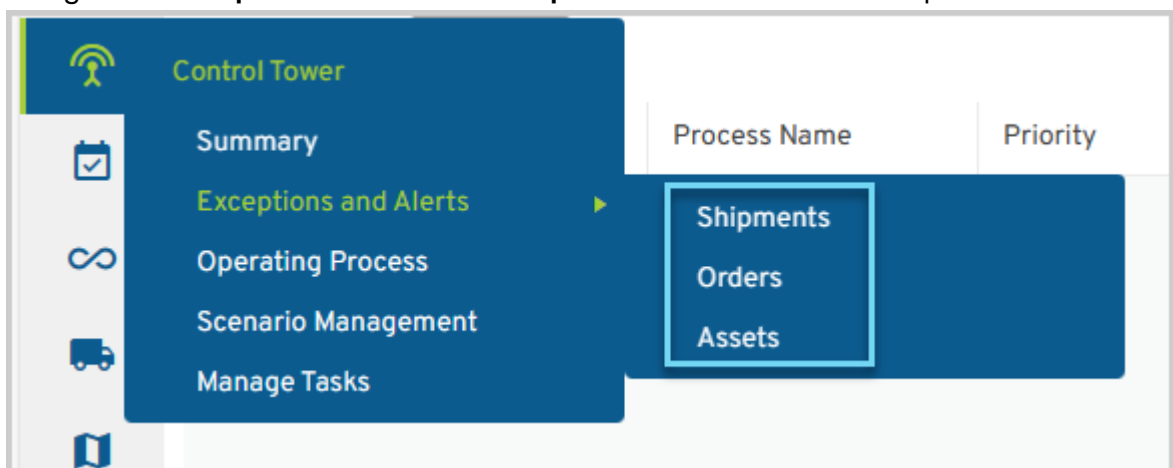 Control Tower
Summary
Process Name Priority
Exceptions and Alerts
Shipments
Operating Process
Orders
Scenario Management
Assets
Manage Tasks